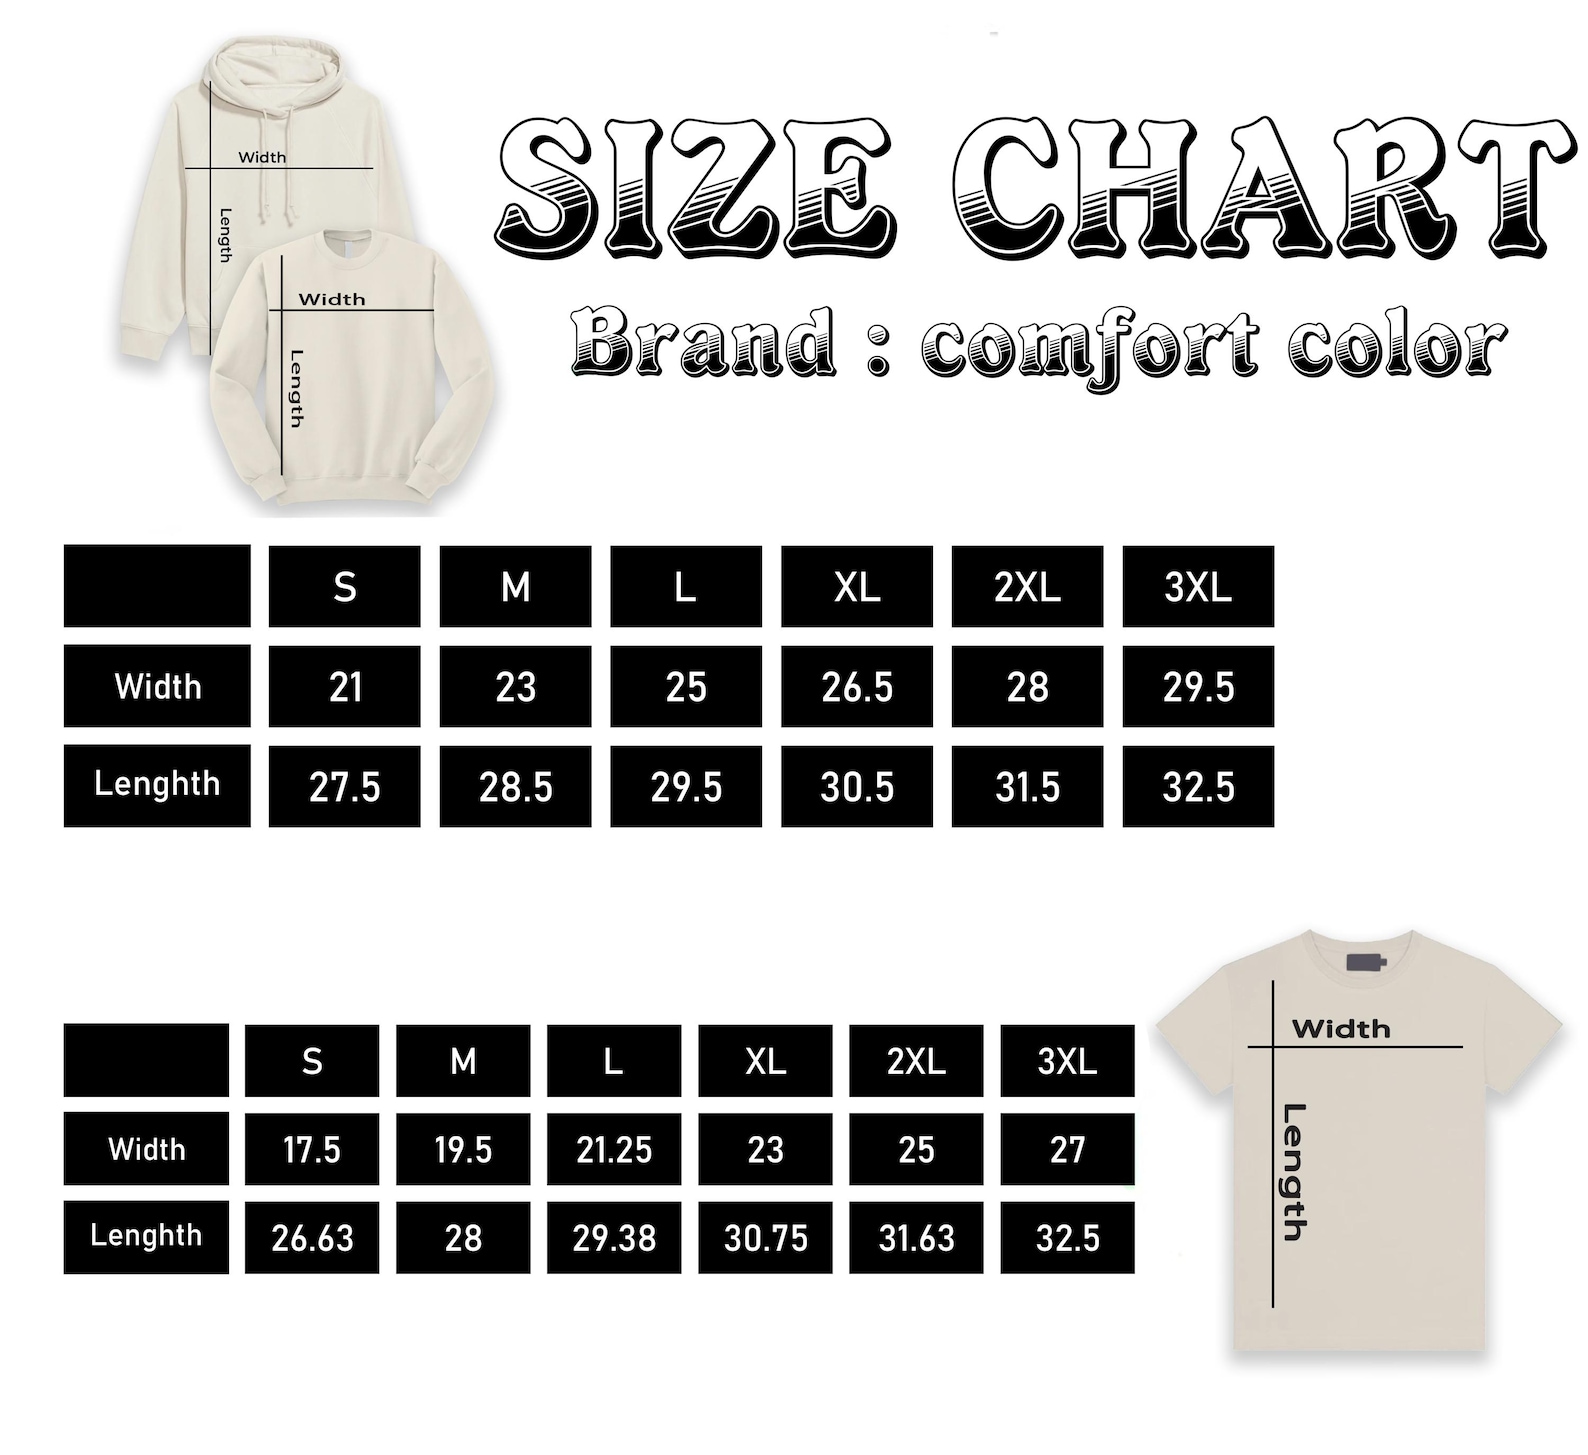 SIZE CHART
Brand : comfort color
Width
Length
Width
Length
S M L XL 2XL 3XL
Width 21 23 25 26.5 28 29.5
Lenghth 27.5 28.5 29.5 30.5 31.5 32.5
S M L XL 2XL 3XL
Width 17.5 19.5 21.25 23 25 27
Lenghth 26.63 28 29.38 30.75 31.63 32.5
Width
Length